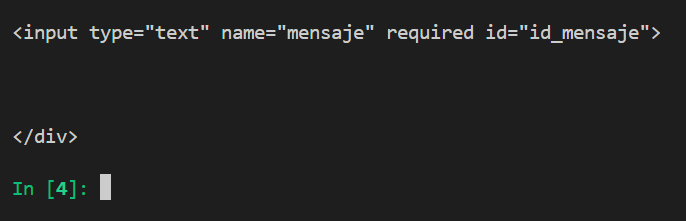 <input type="text" name="mensaje" required id="id_mensaje">
</div>
In [4]: